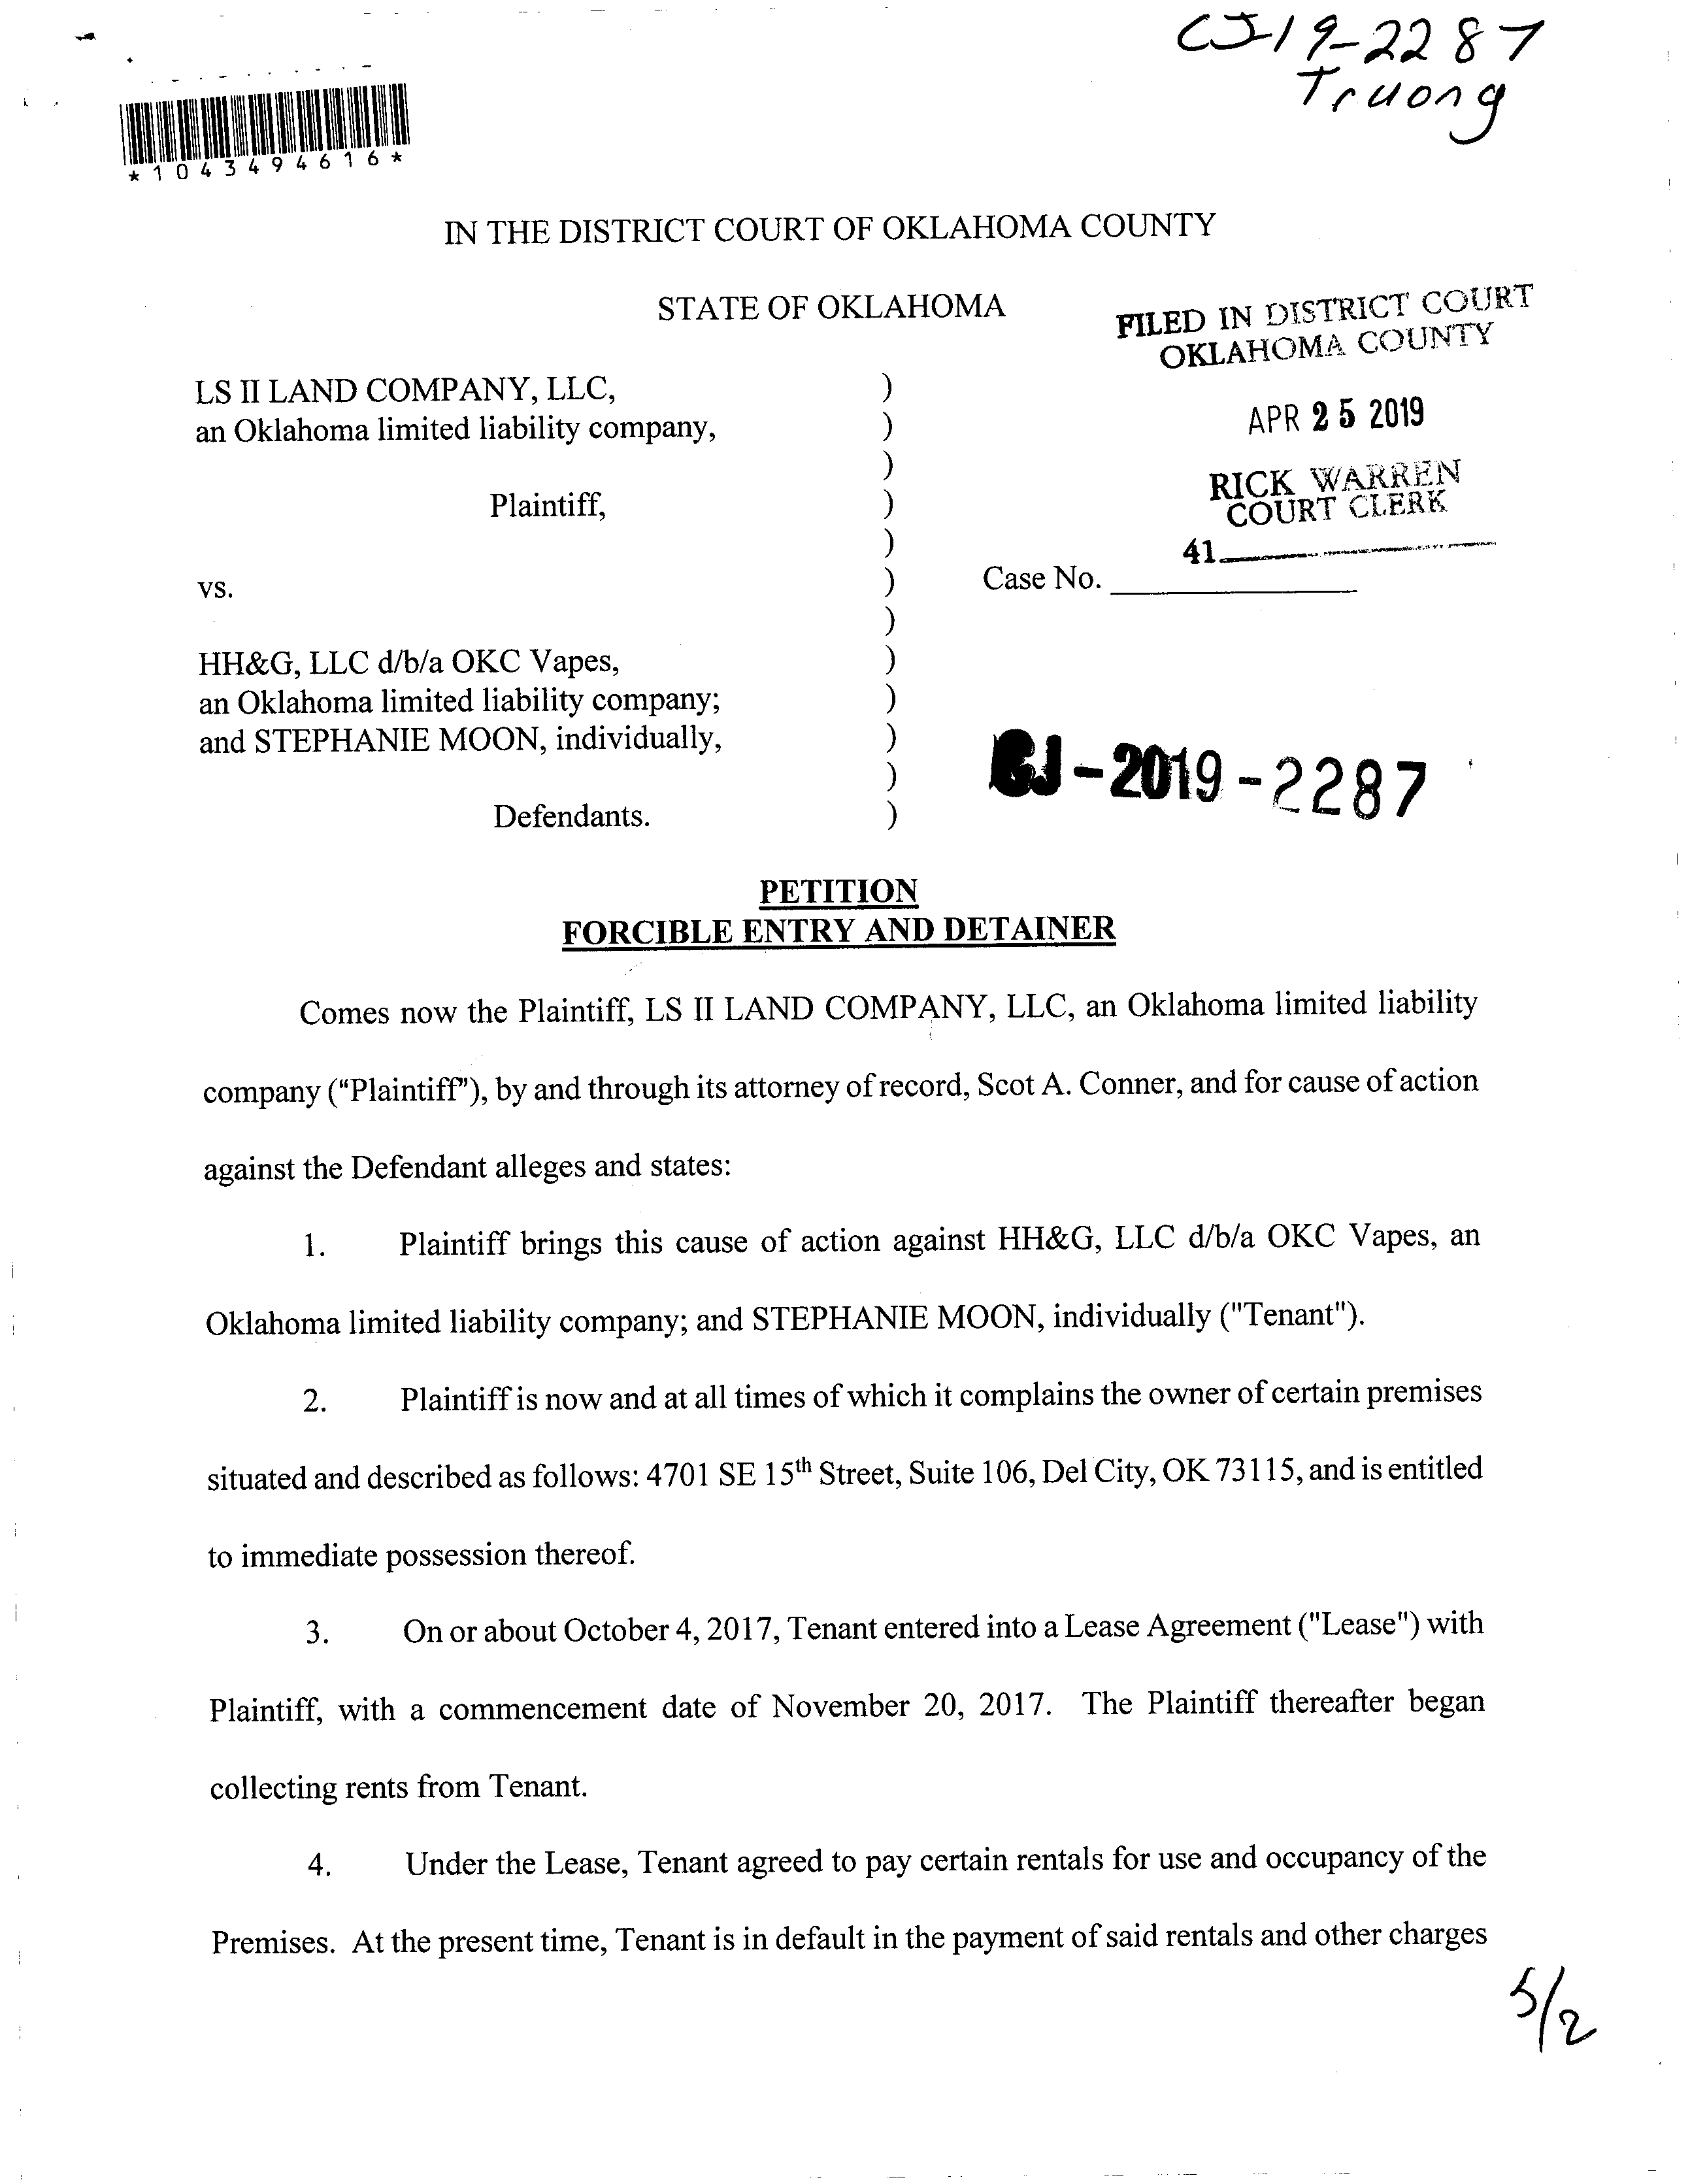 CJ-19-2287
Truong
*1043494616*
IN THE DISTRICT COURT OF OKLAHOMA COUNTY
STATE OF OKLAHOMA
FILED IN DISTRICT COURT
OKLAHOMA COUNTY
LS II LAND COMPANY, LLC, )
an Oklahoma limited liability company, )
APR 25 2019
)
Plaintiff, )
RICK WARREN
COURT CLERK
)
41
vs. ) Case No.
)
HH&G, LLC d/b/a OKC Vapes, )
an Oklahoma limited liability company; )
and STEPHANIE MOON, individually, )
)
CJ-2019-2287
Defendants. )
PETITION
FORCIBLE ENTRY AND DETAINER
Comes now the Plaintiff, LS II LAND COMPANY, LLC, an Oklahoma limited liability
company (“Plaintiff”), by and through its attorney of record, Scot A. Conner, and for cause of action
against the Defendant alleges and states:
1. Plaintiff brings this cause of action against HH&G, LLC d/b/a OKC Vapes, an
Oklahoma limited liability company; and STEPHANIE MOON, individually ("Tenant").
2. Plaintiff is now and at all times of which it complains the owner of certain premises
situated and described as follows: 4701 SE 15th Street, Suite 106, Del City, OK 73115, and is entitled
to immediate possession thereof.
3. On or about October 4, 2017, Tenant entered into a Lease Agreement ("Lease") with
Plaintiff, with a commencement date of November 20, 2017. The Plaintiff thereafter began
collecting rents from Tenant.
4. Under the Lease, Tenant agreed to pay certain rentals for use and occupancy of the
Premises. At the present time, Tenant is in default in the payment of said rentals and other charges
5/2